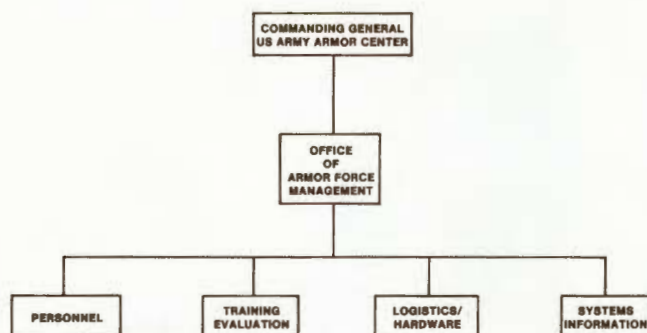 COMMANDING GENERAL
US ARMY ARMOR CENTER
OFFICE
OF
ARMOR FORCE
MANAGEMENT
PERSONNEL
TRAINING
EVALUATION
LOGISTICS/
HARDWARE
SYSTEMS
INFORMATION